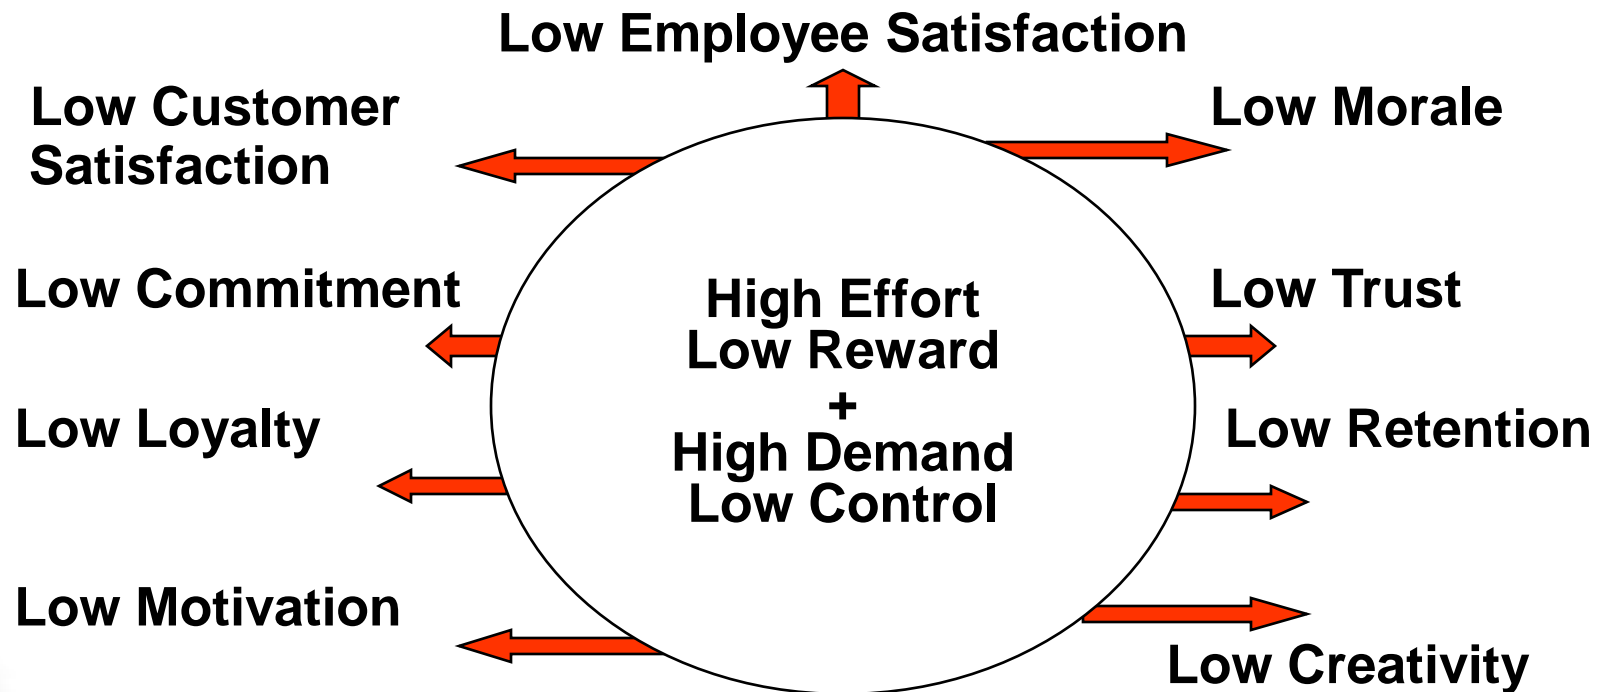 Low Employee Satisfaction
Low Customer
Satisfaction
Low Morale
Low Commitment
High Effort
Low Reward
+
High Demand
Low Control
Low Trust
Low Loyalty
Low Retention
Low Motivation
Low Creativity